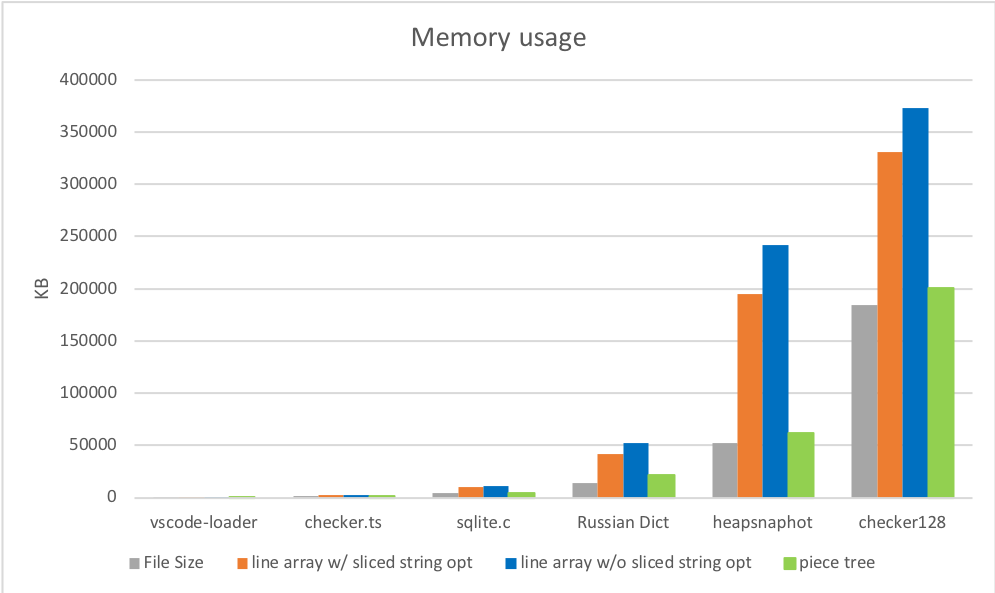 Memory usage
400000
350000
300000
250000
200000
150000
100000
50000
0
KB
vscode-loader checker.ts sqlite.c Russian Dict heapsnaphot checker128
File Size line array w/ sliced string opt line array w/o sliced string opt piece tree